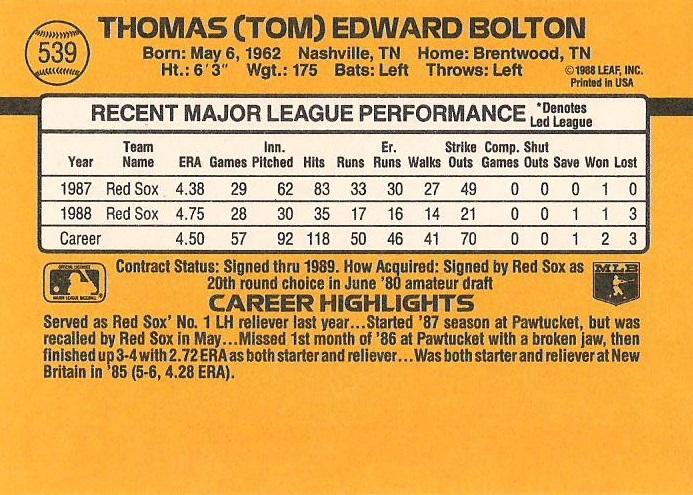 539
THOMAS (TOM) EDWARD BOLTON
Born: May 6, 1962 Nashville, TN Home: Brentwood, TN
Ht.: 6'3" Wgt.: 175 Bats: Left Throws: Left
©1988 LEAF, INC.
Printed in USA
RECENT MAJOR LEAGUE PERFORMANCE *Denotes Led League
Year Team Name ERA Games Inn. Pitched Hits Runs Er. Runs Walks Strike Outs Comp. Games Shut Outs Save Won Lost
1987 Red Sox 4.38 29 62 83 33 30 27 49 0 0 0 1 0
1988 Red Sox 4.75 28 30 35 17 16 14 21 0 0 1 1 3
Career 4.50 57 92 118 50 46 41 70 0 0 1 2 3
Contract Status: Signed thru 1989. How Acquired: Signed by Red Sox as
20th round choice in June '80 amateur draft
OFFICIAL LICENSEE
MAJOR LEAGUE BASEBALL
MLB
CAREER HIGHLIGHTS
Served as Red Sox' No. 1 LH reliever last year...Started '87 season at Pawtucket, but was
recalled by Red Sox in May...Missed 1st month of '86 at Pawtucket with a broken jaw, then
finished up 3-4 with 2.72 ERA as both starter and reliever...Was both starter and reliever at New
Britain in '85 (5-6, 4.28 ERA).